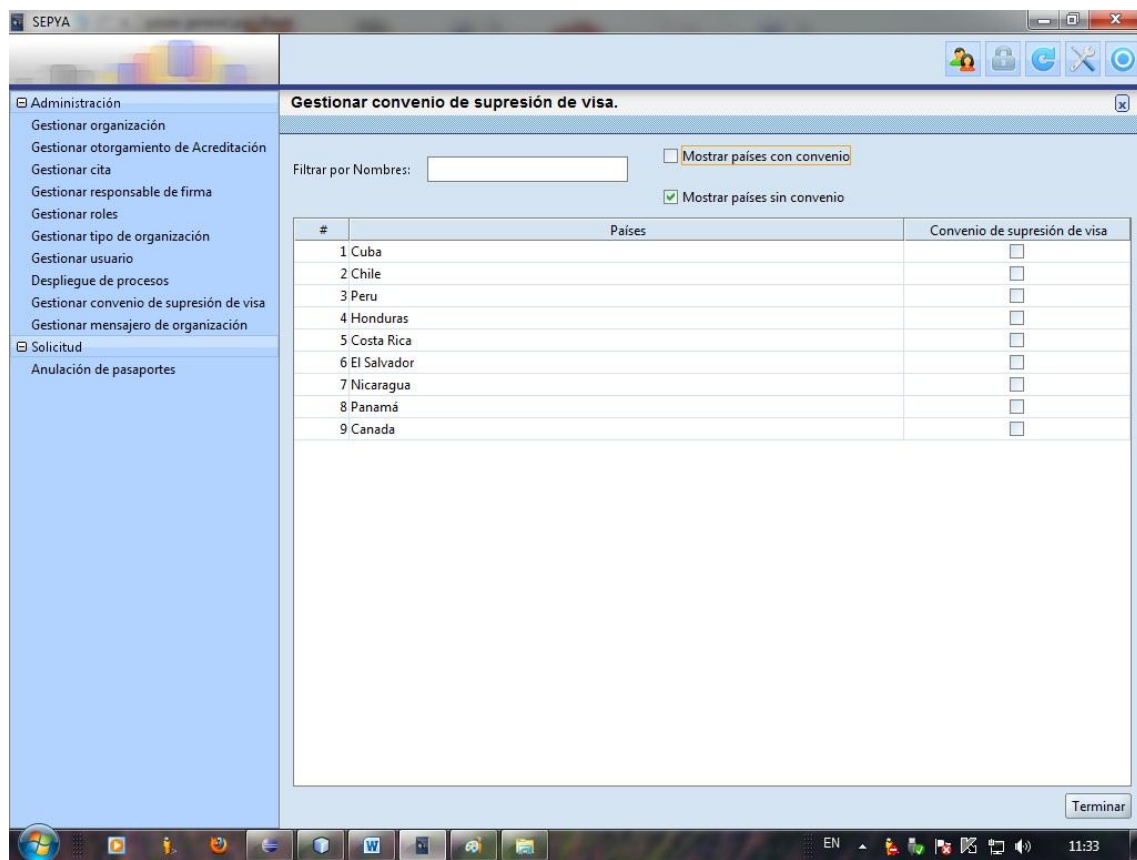 SEPYA
Administración
Gestionar organización
Gestionar otorgamiento de Acreditación
Gestionar cita
Gestionar responsable de firma
Gestionar roles
Gestionar tipo de organización
Gestionar usuario
Despliegue de procesos
Gestionar convenio de supresión de visa
Gestionar mensajero de organización
Solicitud
Anulación de pasaportes
Gestionar convenio de supresión de visa.
Filtrar por Nombres:
Mostrar países con convenio
Mostrar países sin convenio
# Países Convenio de supresión de visa
1 Cuba
2 Chile
3 Peru
4 Honduras
5 Costa Rica
6 El Salvador
7 Nicaragua
8 Panamá
9 Canada
Terminar
EN 11:33